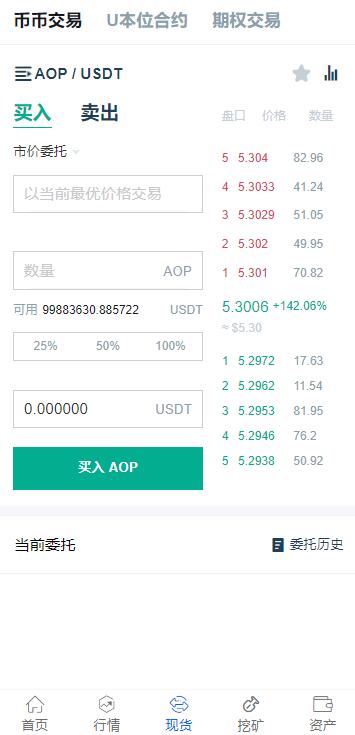 币币交易 U本位合约 期权交易
AOP / USDT
买入 卖出
盘口 价格 数量
市价委托
以当前最优价格交易
数量 AOP
可用 99883630.885722 USDT
25% 50% 100%
0.000000 USDT
买入 AOP
5 5.304 82.96
4 5.3033 41.24
3 5.3029 51.05
2 5.302 49.95
1 5.301 70.82
5.3006 +142.06%
≈ $5.30
1 5.2972 17.63
2 5.2962 11.54
3 5.2953 81.95
4 5.2946 76.2
5 5.2938 50.92
当前委托 委托历史
首页 行情 现货 挖矿 资产